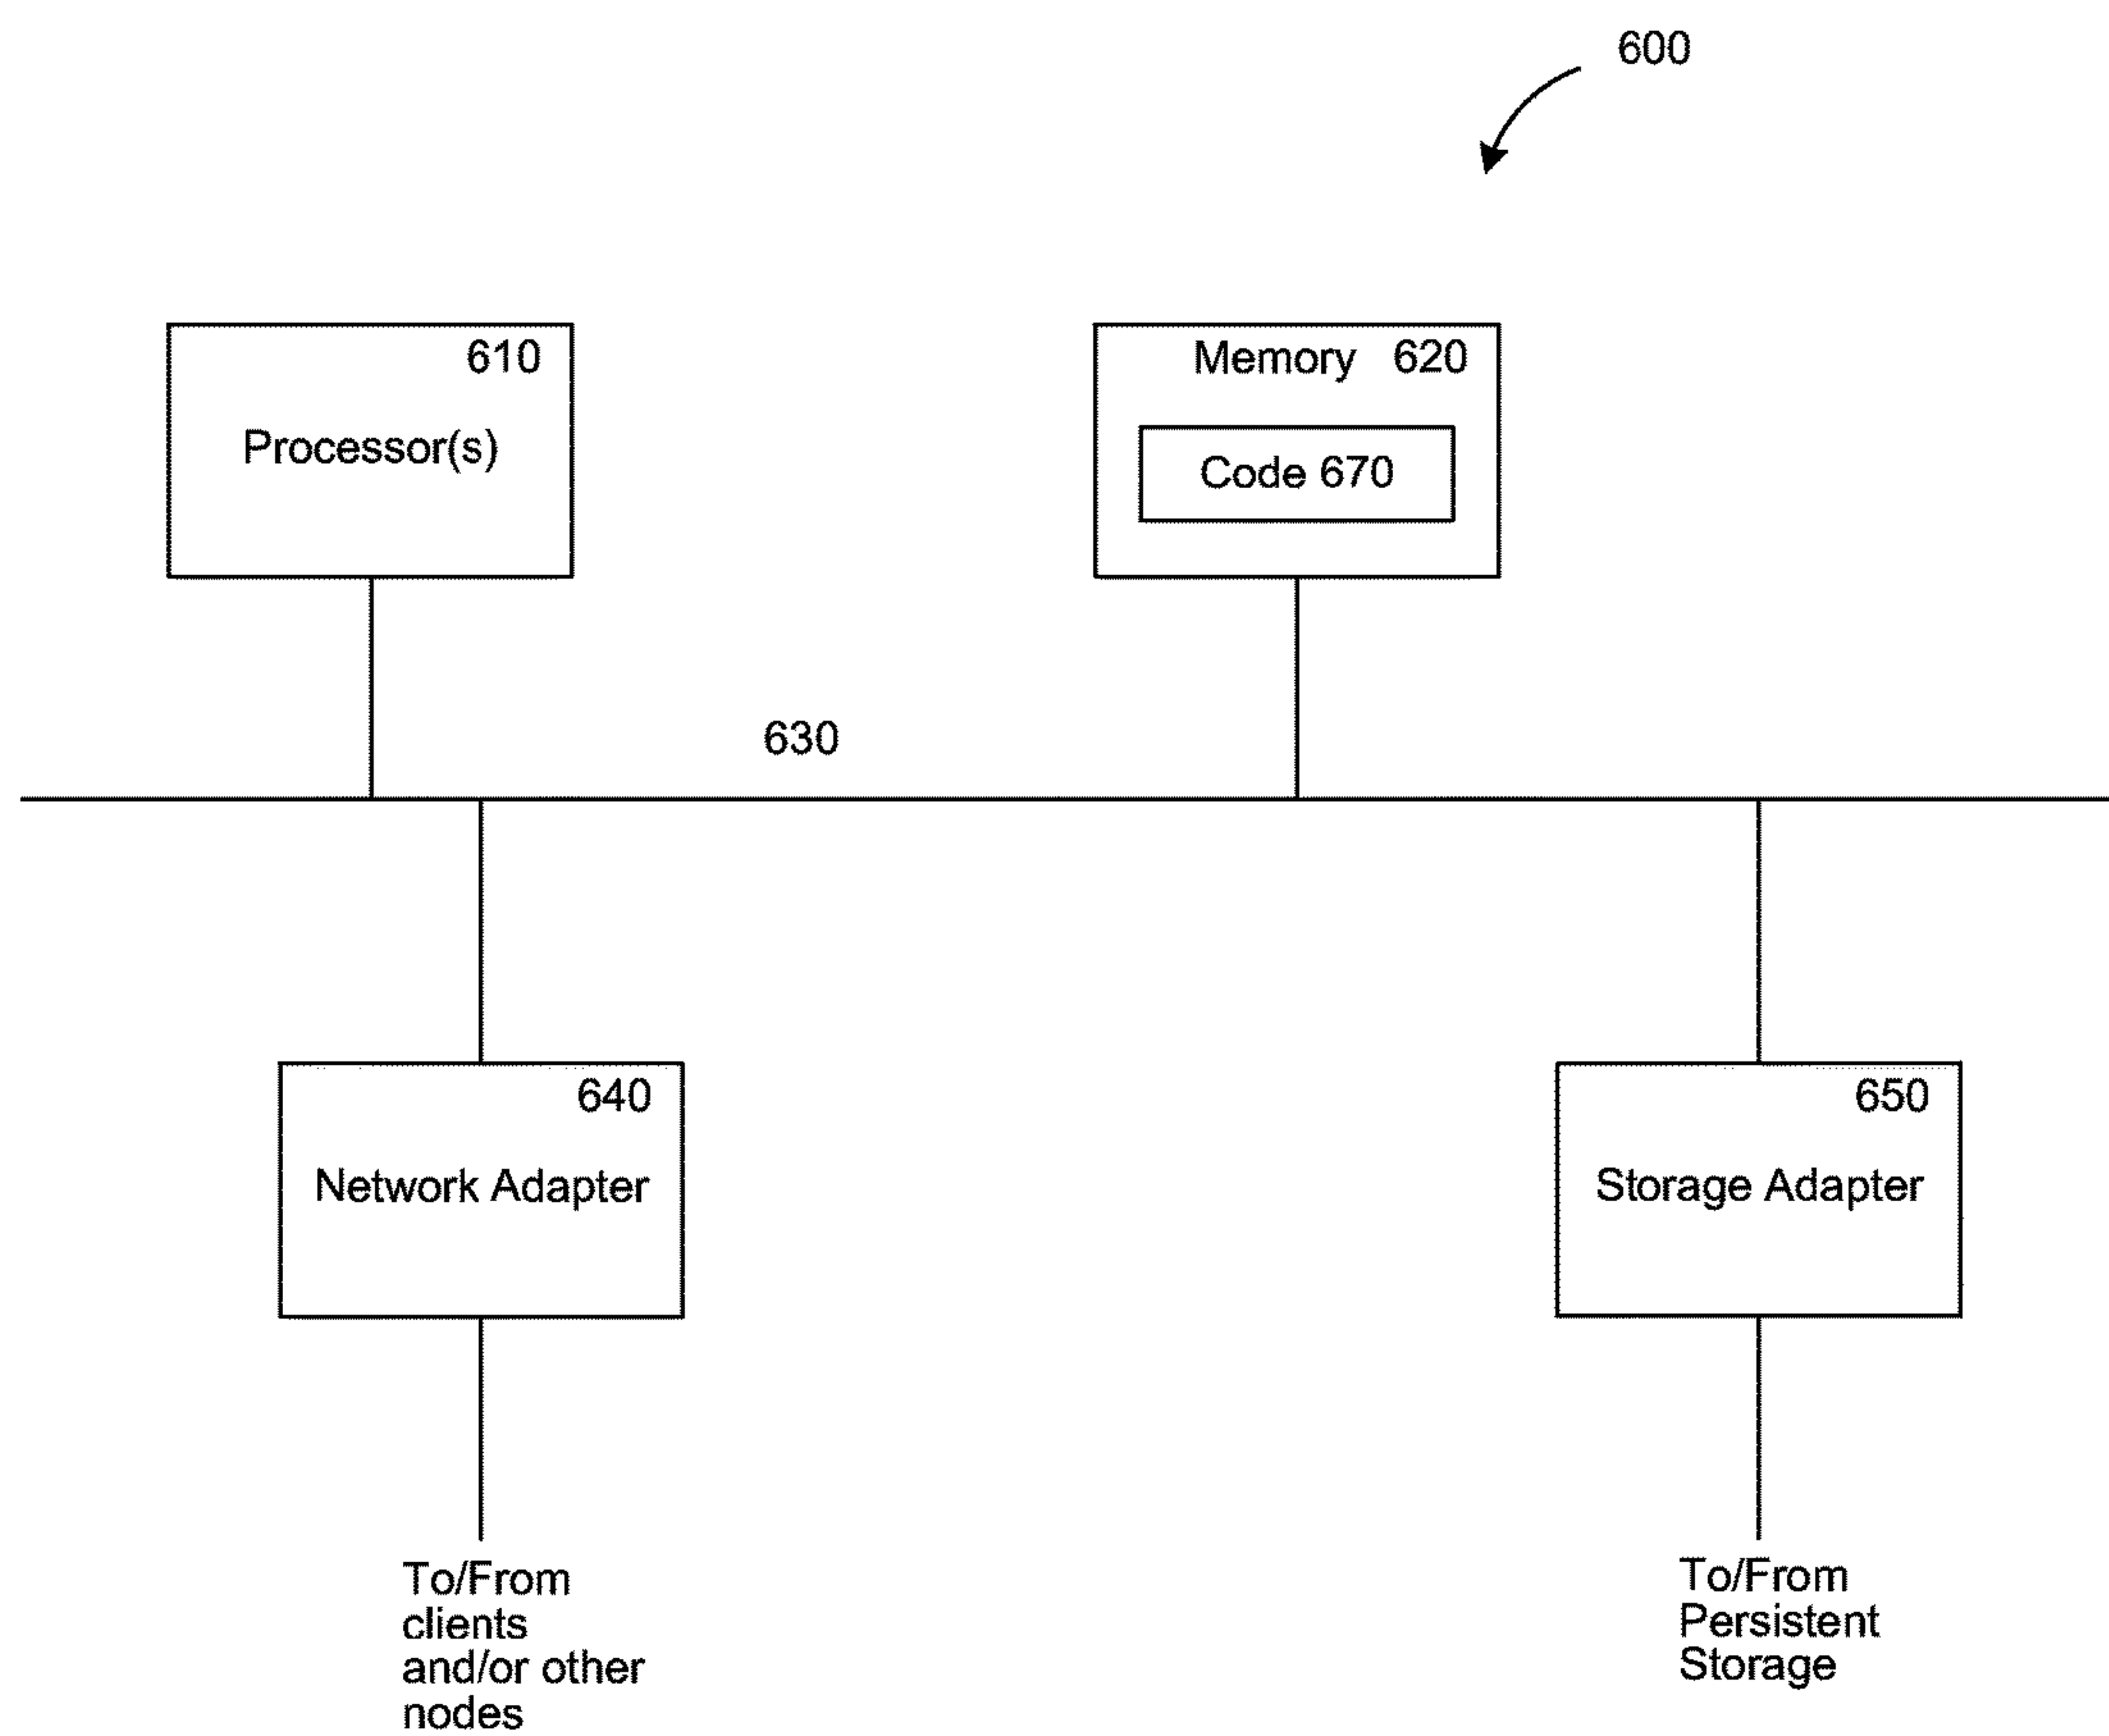 600
610
Processor(s)
Memory 620
Code 670
630
640
Network Adapter
650
Storage Adapter
To/From
clients
and/or other
nodes
To/From
Persistent
Storage